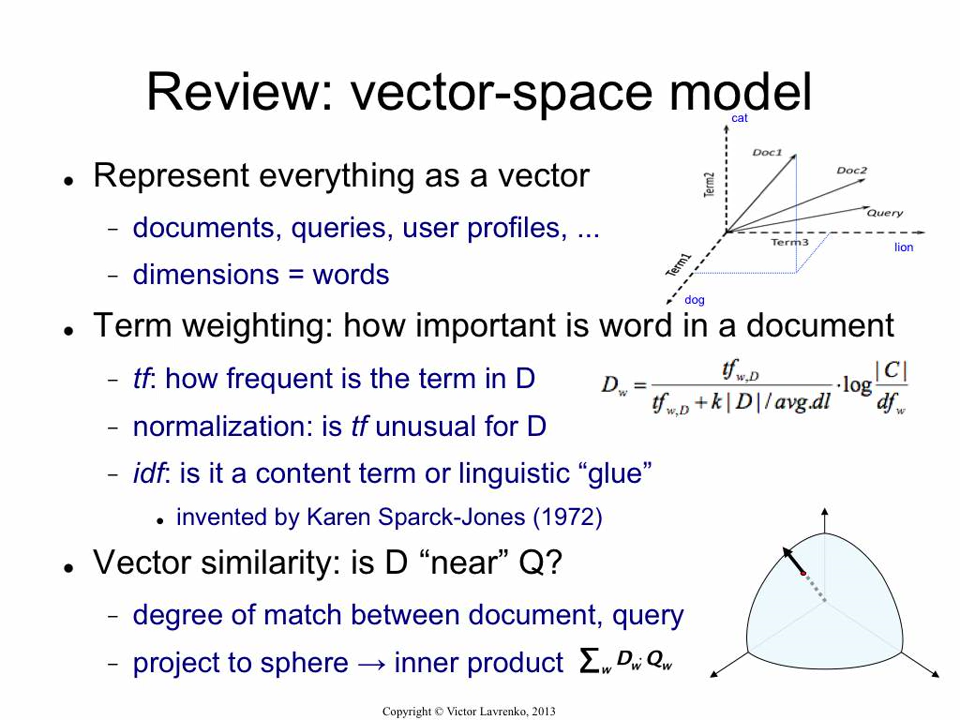 Review: vector-space model
• Represent everything as a vector
– documents, queries, user profiles, ...
– dimensions = words
cat
Term2
Doc1
Doc2
Query
Term3
lion
Term1
dog
• Term weighting: how important is word in a document
– tf: how frequent is the term in D
D_w = tf_{w,D} / (tf_{w,D} + k | D | / avg.dl) · log (| C | / df_w)
– normalization: is tf unusual for D
– idf: is it a content term or linguistic “glue”
• invented by Karen Sparck-Jones (1972)
• Vector similarity: is D “near” Q?
– degree of match between document, query
– project to sphere → inner product ∑_w D_w · Q_w
Copyright © Victor Lavrenko, 2013